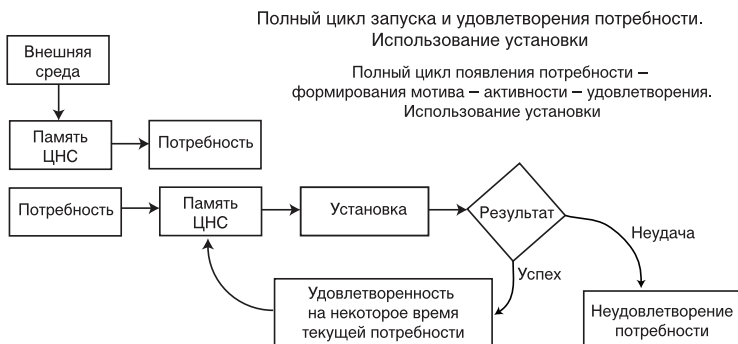 Полный цикл запуска и удовлетворения потребности.
Использование установки
Полный цикл появления потребности –
формирования мотива – активности – удовлетворения.
Использование установки
Внешняя
среда
Память
ЦНС
Потребность
Потребность
Память
ЦНС
Установка
Результат
Неудача
Успех
Удовлетворенность
на некоторое время
текущей потребности
Неудовлетворение
потребности